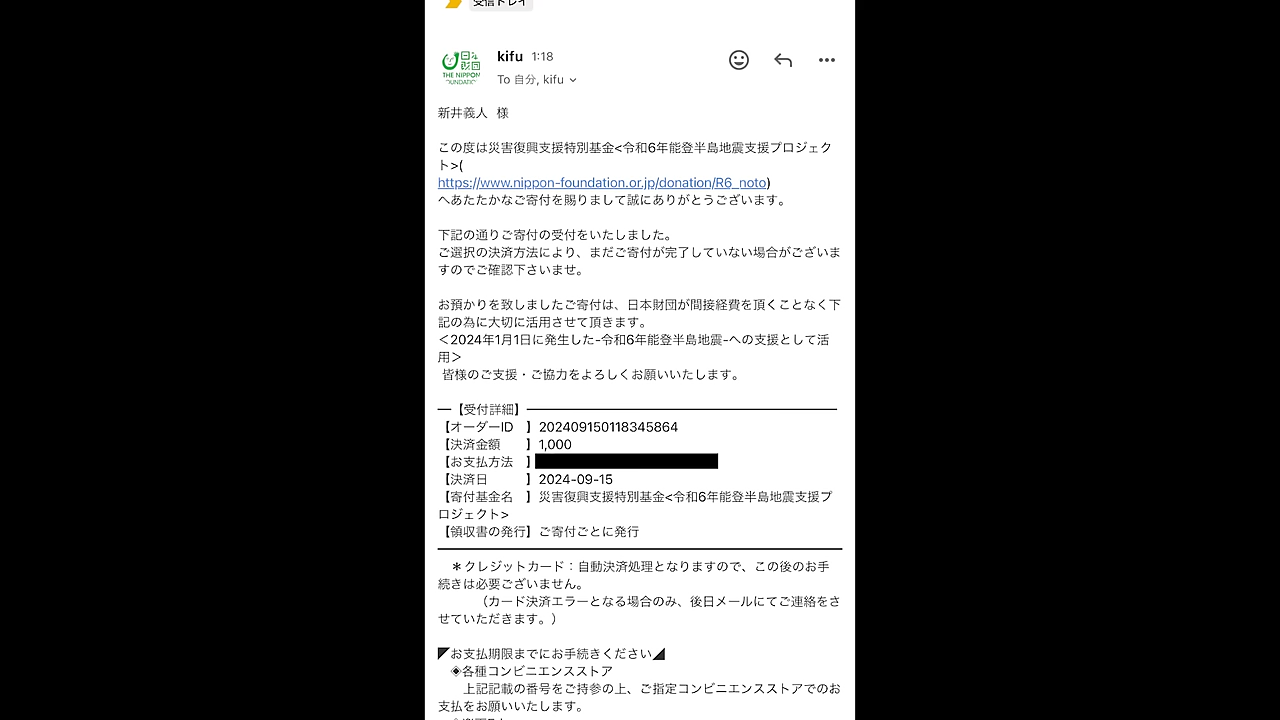 受信トレイ
日本
財団
THE NIPPON
FOUNDATION
kifu 1:18
To 自分, kifu
新井義人 様
この度は災害復興支援特別基金<令和6年能登半島地震支援プロジェク
ト>(
https://www.nippon-foundation.or.jp/donation/R6_noto)
へあたたかなご寄付を賜りまして誠にありがとうございます。
下記の通りご寄付の受付をいたしました。
ご選択の決済方法により、まだご寄付が完了していない場合がございま
すのでご確認下さいませ。
お預かりを致しましたご寄付は、日本財団が間接経費を頂くことなく下
記の為に大切に活用させて頂きます。
＜2024年1月1日に発生した-令和6年能登半島地震-への支援として活
用＞
皆様のご支援・ご協力をよろしくお願いいたします。
━【受付詳細】━━━━━━━━━━━━━━━━━━━━
【オーダーID 】202409150118345864
【決済金額 】1,000
【お支払方法 】
【決済日 】2024-09-15
【寄付基金名 】災害復興支援特別基金<令和6年能登半島地震支援プ
ロジェクト>
【領収書の発行】ご寄付ごとに発行
＊クレジットカード：自動決済処理となりますので、この後のお手
続きは必要ございません。
（カード決済エラーとなる場合のみ、後日メールにてご連絡をさ
せていただきます。）
◤お支払期限までにお手続きください◢
◈各種コンビニエンスストア
上記記載の番号をご持参の上、ご指定コンビニエンスストアでのお
支払をお願いいたします。